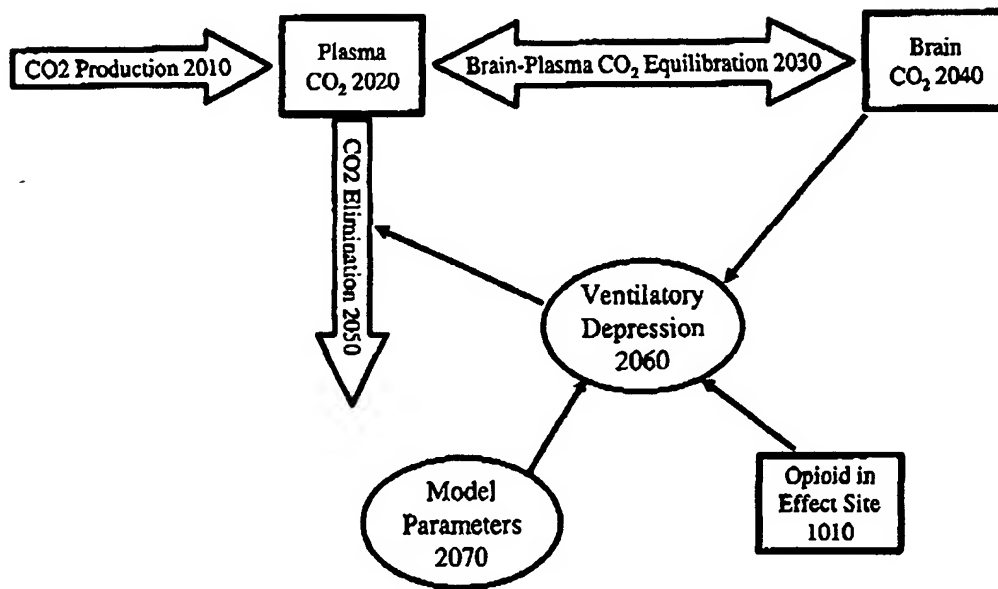 CO2 Production 2010
Plasma
CO₂ 2020
Brain-Plasma CO₂ Equilibration 2030
Brain
CO₂ 2040
CO2 Elimination 2050
Ventilatory
Depression
2060
Model
Parameters
2070
Opioid in
Effect Site
1010